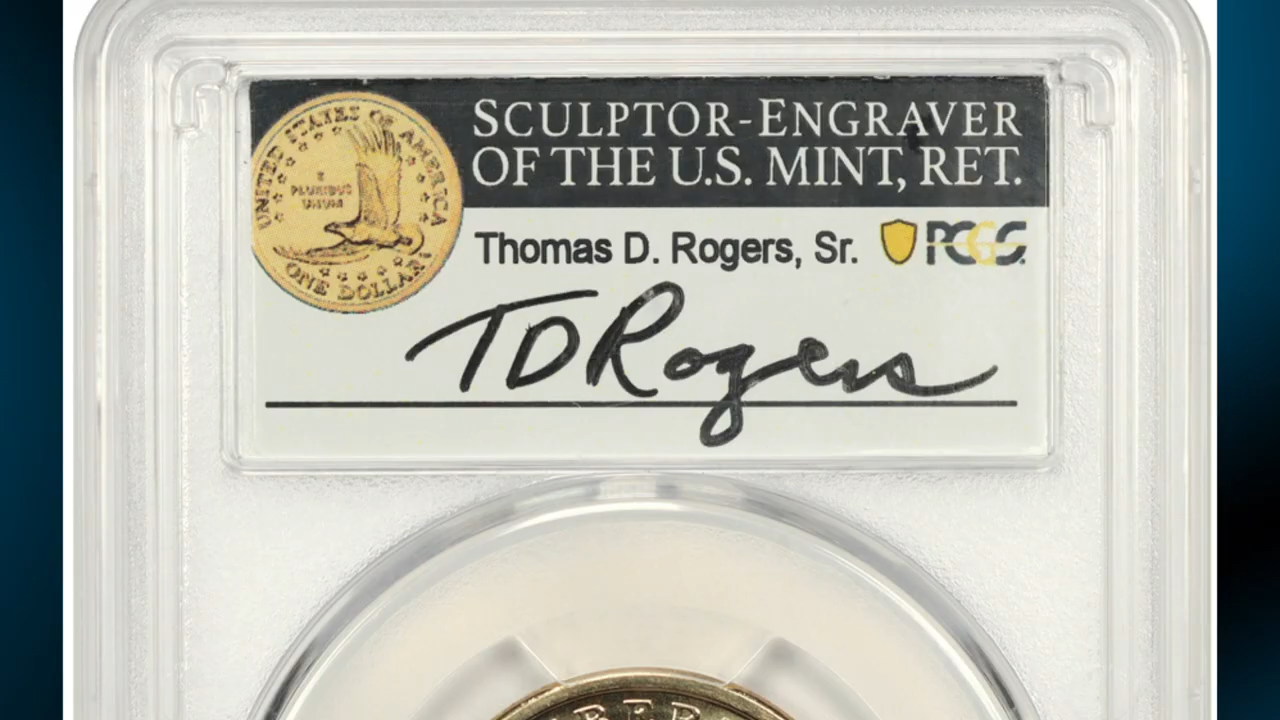 SCULPTOR-ENGRAVER
OF THE U.S. MINT, RET.
UNITED STATES OF AMERICA
E
PLURIBUS
UNUM
ONE DOLLAR
Thomas D. Rogers, Sr. PCGS
TDRogers